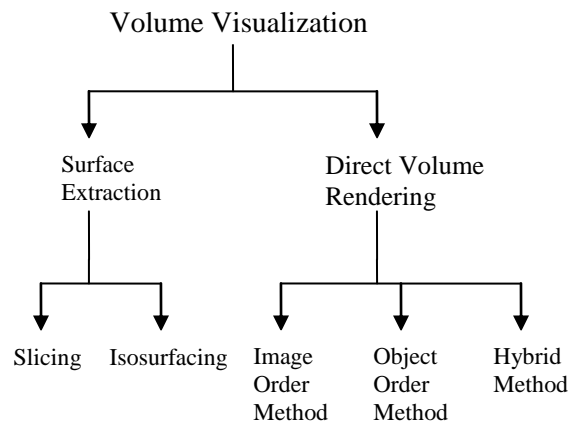 Volume Visualization
Surface
Extraction
Direct Volume
Rendering
Slicing
Isosurfacing
Image
Order
Method
Object
Order
Method
Hybrid
Method